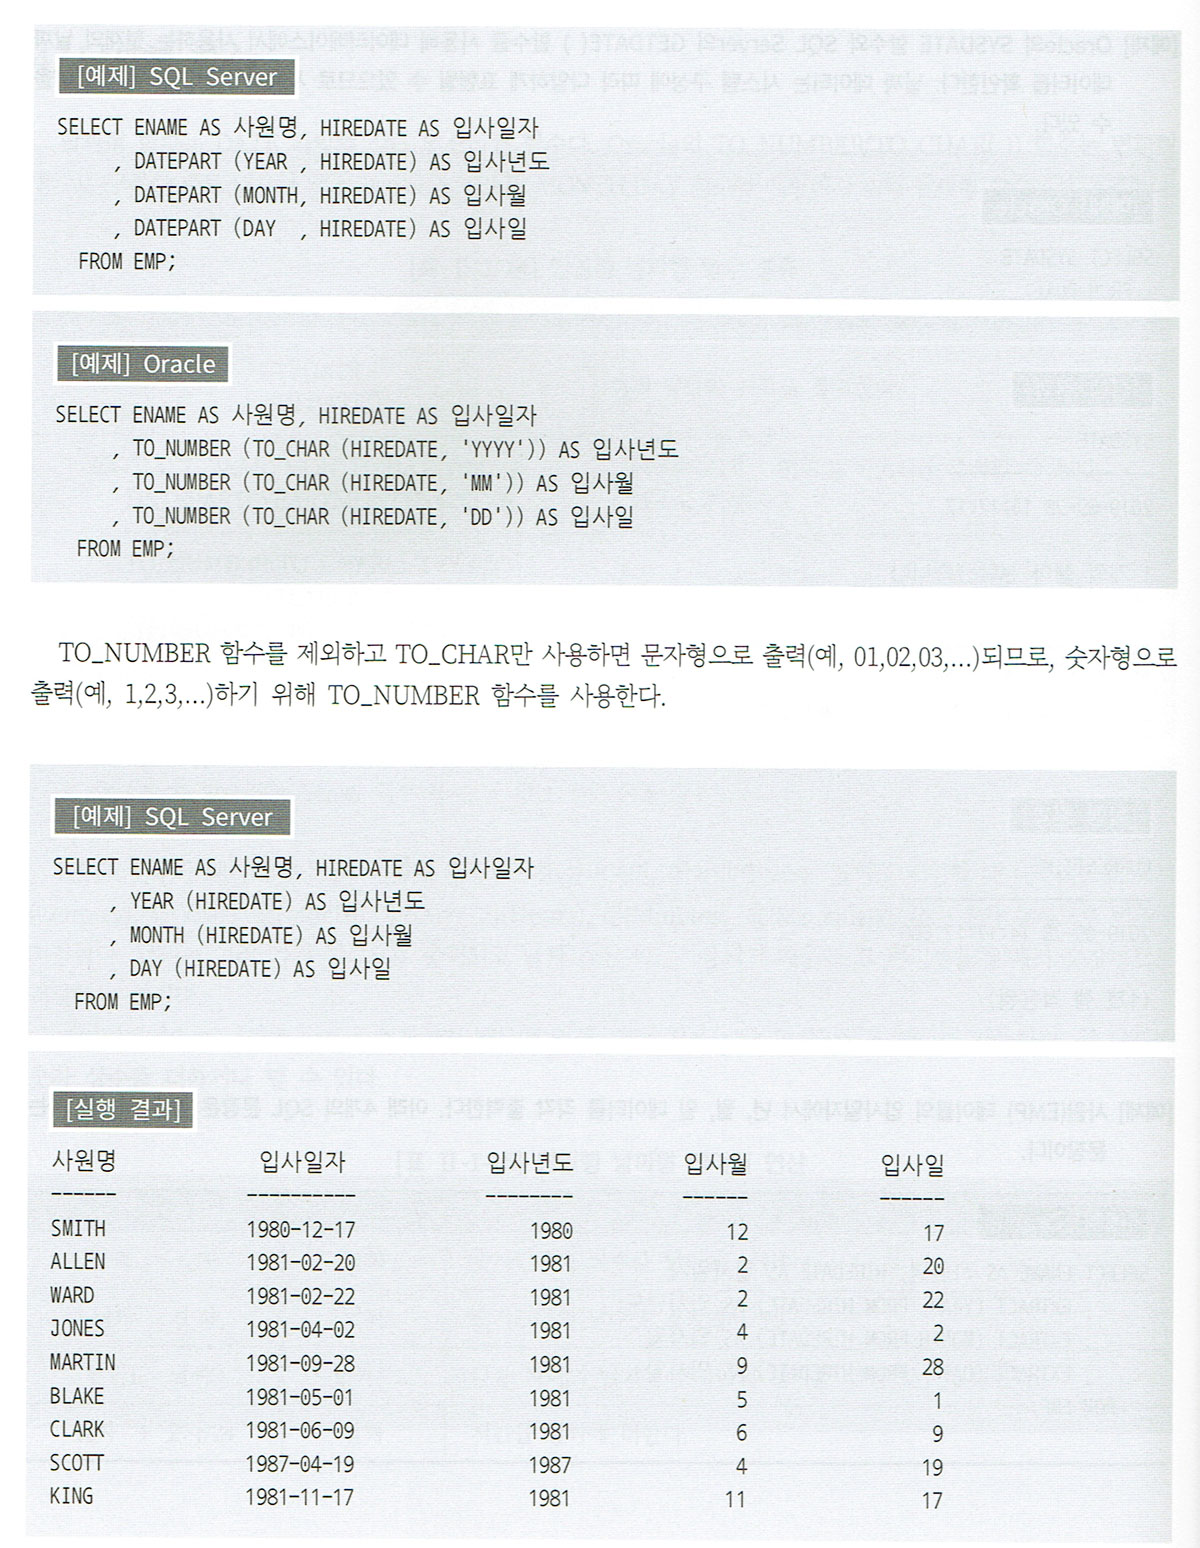 [예제] SQL Server
SELECT ENAME AS 사원명, HIREDATE AS 입사일자
, DATEPART (YEAR , HIREDATE) AS 입사년도
, DATEPART (MONTH, HIREDATE) AS 입사월
, DATEPART (DAY  , HIREDATE) AS 입사일
FROM EMP;
[예제] Oracle
SELECT ENAME AS 사원명, HIREDATE AS 입사일자
, TO_NUMBER (TO_CHAR (HIREDATE, 'YYYY')) AS 입사년도
, TO_NUMBER (TO_CHAR (HIREDATE, 'MM')) AS 입사월
, TO_NUMBER (TO_CHAR (HIREDATE, 'DD')) AS 입사일
FROM EMP;
TO_NUMBER 함수를 제외하고 TO_CHAR만 사용하면 문자형으로 출력(예, 01,02,03,...)되므로, 숫자형으로
출력(예, 1,2,3,...)하기 위해 TO_NUMBER 함수를 사용한다.
[예제] SQL Server
SELECT ENAME AS 사원명, HIREDATE AS 입사일자
, YEAR (HIREDATE) AS 입사년도
, MONTH (HIREDATE) AS 입사월
, DAY (HIREDATE) AS 입사일
FROM EMP;
[실행 결과]
사원명 입사일자 입사년도 입사월 입사일
------ ---------- -------- ------ ------
SMITH 1980-12-17 1980 12 17
ALLEN 1981-02-20 1981 2 20
WARD 1981-02-22 1981 2 22
JONES 1981-04-02 1981 4 2
MARTIN 1981-09-28 1981 9 28
BLAKE 1981-05-01 1981 5 1
CLARK 1981-06-09 1981 6 9
SCOTT 1987-04-19 1987 4 19
KING 1981-11-17 1981 11 17